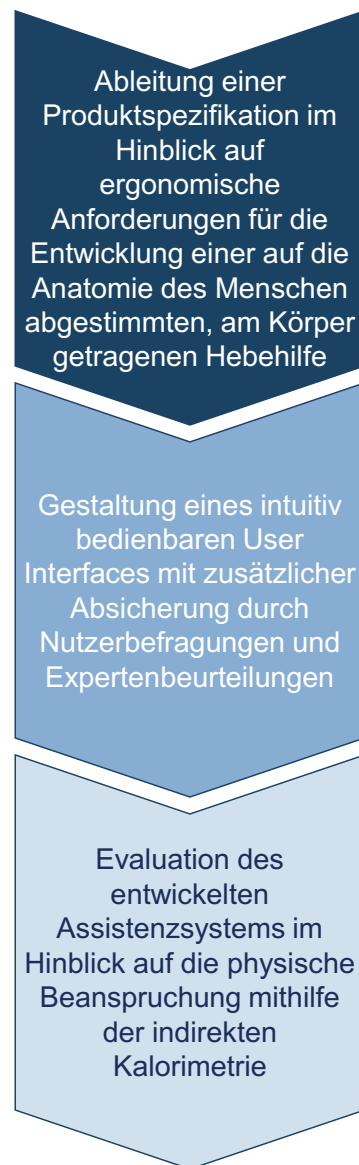 Ableitung einer
Produktspezifikation im
Hinblick auf
ergonomische
Anforderungen für die
Entwicklung einer auf die
Anatomie des Menschen
abgestimmten, am Körper
getragenen Hebehilfe
Gestaltung eines intuitiv
bedienbaren User
Interfaces mit zusätzlicher
Absicherung durch
Nutzerbefragungen und
Expertenbeurteilungen
Evaluation des
entwickelten
Assistenzsystems im
Hinblick auf die physische
Beanspruchung mithilfe
der indirekten
Kalorimetrie